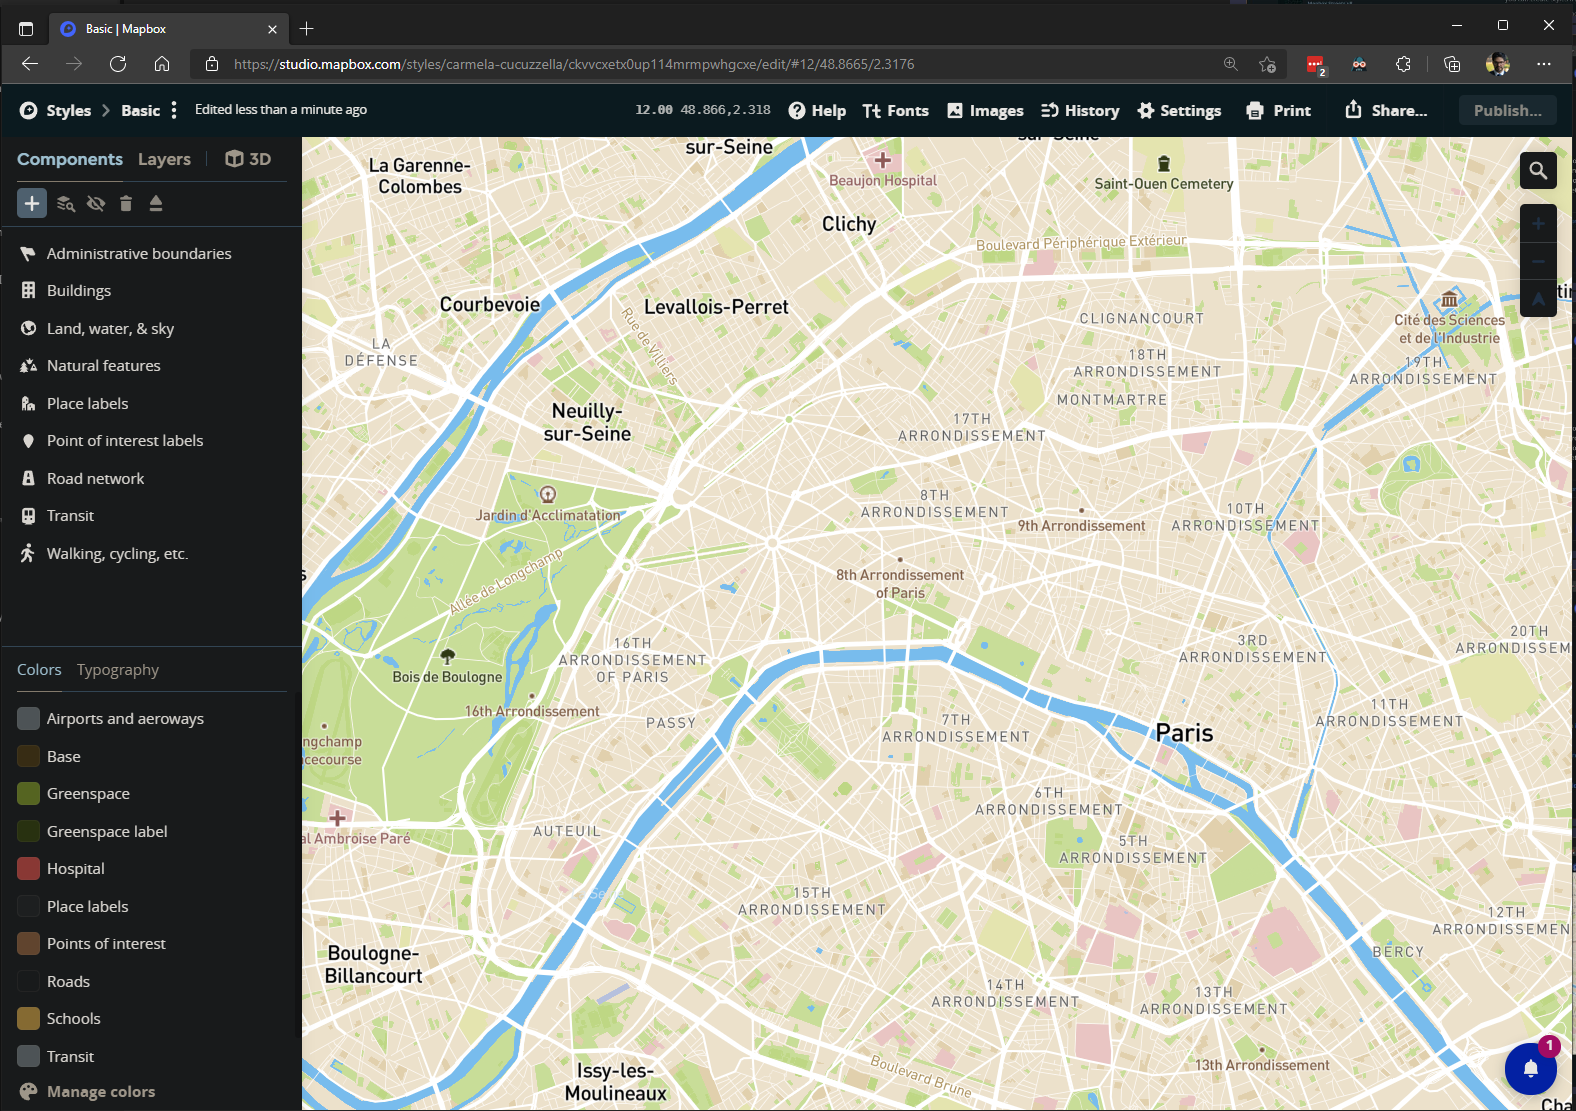 Basic | Mapbox
https://studio.mapbox.com/styles/carmela-cucuzzella/ckvvcxetx0up114mrmpwhgcxe/edit/#12/48.8665/2.3176
2
Styles
Basic
Edited less than a minute ago
12.00 48.866,2.318
Help
Fonts
Images
History
Settings
Print
Share...
Publish...
Components
Layers
3D
Administrative boundaries
Buildings
Land, water, & sky
Natural features
Place labels
Point of interest labels
Road network
Transit
Walking, cycling, etc.
Colors
Typography
Airports and aeroways
Base
Greenspace
Greenspace label
Hospital
Place labels
Points of interest
Roads
Schools
Transit
Manage colors
sur-Seine
La Garenne-
Colombes
Beaujon Hospital
Saint-Ouen Cemetery
Clichy
Boulevard Périphérique Extérieur
Courbevoie
Levallois-Perret
Rue de Villiers
LA
DÉFENSE
CLIGNANCOURT
Cité des Sciences
et de l'Industrie
18TH
ARRONDISSEMENT
19TH
ARRONDISSEMENT
MONTMARTRE
Neuilly-
sur-Seine
17TH
ARRONDISSEMENT
Jardin d'Acclimatation
8TH
ARRONDISSEMENT
9th Arrondissement
10TH
ARRONDISSEMENT
Allée de Longchamp
8th Arrondissement
of Paris
16TH
ARRONDISSEMENT
OF PARIS
3RD
ARRONDISSEMENT
20TH
ARRONDISSEM
Bois de Boulogne
16th Arrondissement
PASSY
7TH
ARRONDISSEMENT
11TH
ARRONDISSEMENT
Paris
ngchamp
cecourse
6TH
ARRONDISSEMENT
AUTEUIL
al Ambroise Paré
5TH
ARRONDISSEMENT
15TH
ARRONDISSEMENT
12TH
ARRONDISSEMEN
Boulogne-
Billancourt
BERCY
14TH
ARRONDISSEMENT
13TH
ARRONDISSEMENT
Issy-les-
Moulineaux
Boulevard Brune
13th Arrondissement
1
Cha